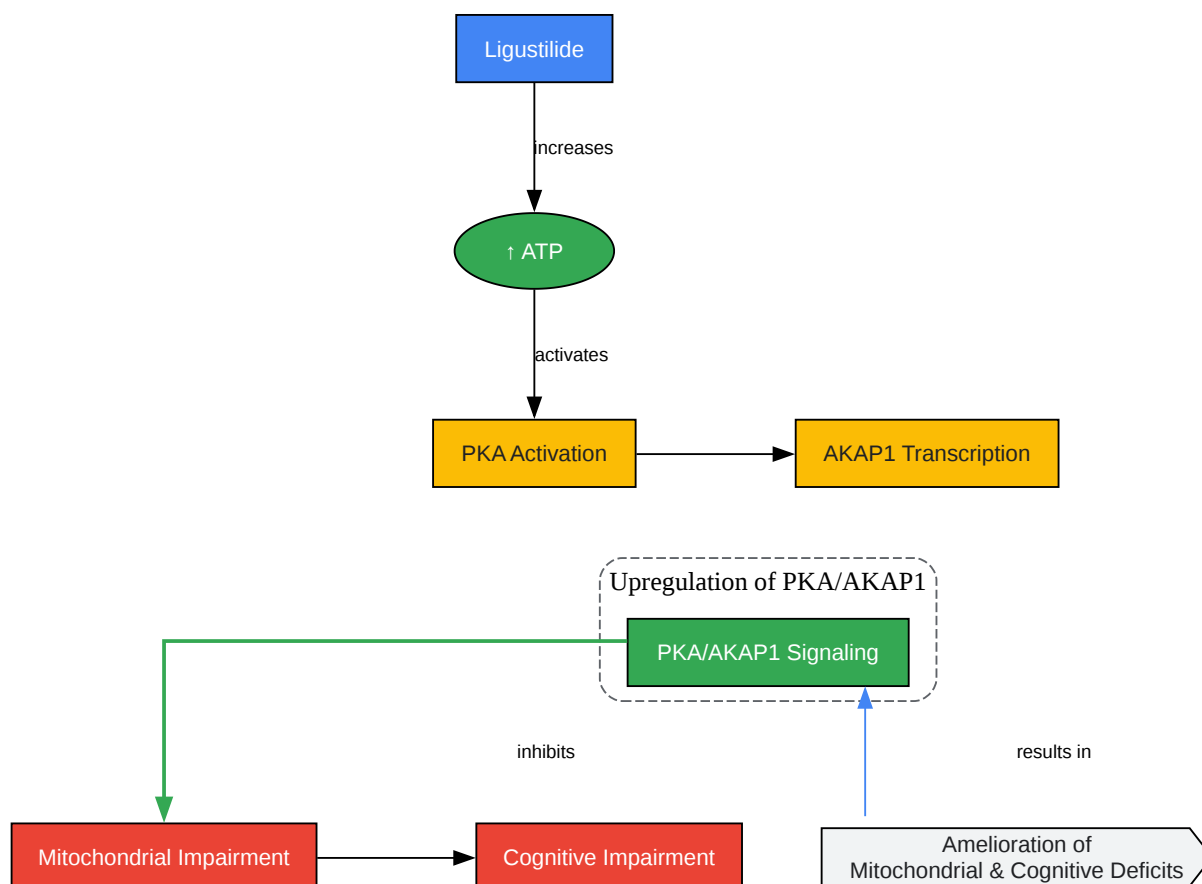 Ligustilide
increases
↑ ATP
activates
PKA Activation
AKAP1 Transcription
Upregulation of PKA/AKAP1
PKA/AKAP1 Signaling
inhibits
results in
Mitochondrial Impairment
Cognitive Impairment
Amelioration of
Mitochondrial & Cognitive Deficits